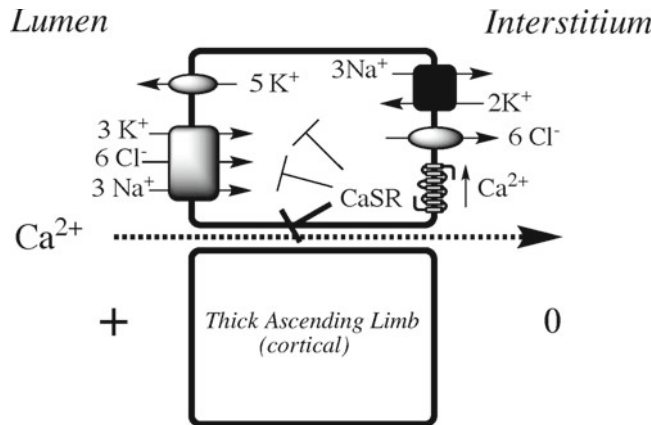 Lumen
Interstitium
3Na⁺
5 K⁺
2K⁺
3 K⁺
6 Cl⁻
6 Cl⁻
3 Na⁺
CaSR
Ca²⁺
Ca²⁺
+
0
Thick Ascending Limb
(cortical)